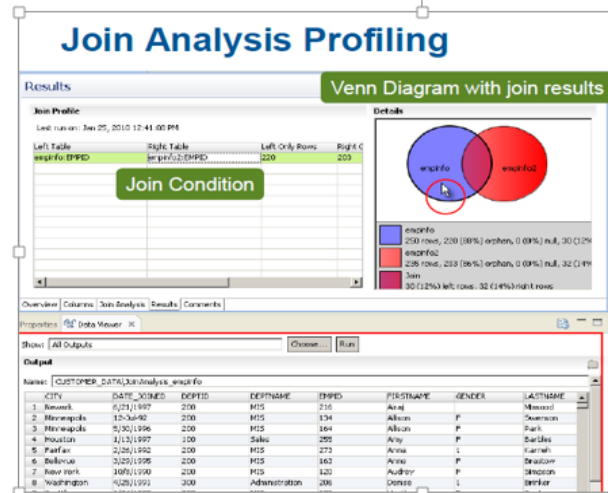 Join Analysis Profiling
Results
Venn Diagram with join results
Join Profile
Details
Last run on: Jan 25, 2010 12:41:00 PM
Left Table Right Table Left Only Rows Right
empinfo:EMPID empinfo2:EMPID 220 203
Join Condition
empinfo empinfo2
empinfo
250 rows, 220 (88%) orphan, 0 (0%) null, 30 (12%
empinfo2
235 rows, 203 (86%) orphan, 0 (0%) null, 32 (14%
Join
30 (12%) left rows, 32 (14%) right rows
Overview Columns Join Analysis Results Comments
Properties Data Viewer
Show: All Outputs Choose... Run
Output
Name: CUSTOMER_DATA/JoinAnalysis_empinfo
CITY DATE_JOINED DEPTID DEPTNAME EMPID FIRSTNAME GENDER LASTNAME
1 Newark 6/21/1997 200 MIS 216 Masood
2 Minneapolis 12-Jul-92 200 MIS 134 Allison F Swenson
3 Minneapolis 5/30/1996 200 MIS 164 Allison F Park
4 Houston 1/13/1997 100 Sales 255 Amy F Bartles
5 Fairfax 2/26/1992 200 MIS 273 Anna 1 Karneh
6 Bellevue 3/29/1995 200 MIS 163 Anne F
7 New York 10/8/1990 200 MIS 120 Audrey F Simpson
8 Washington 4/25/1991 300 Administration 206 Denise 1 Brinker